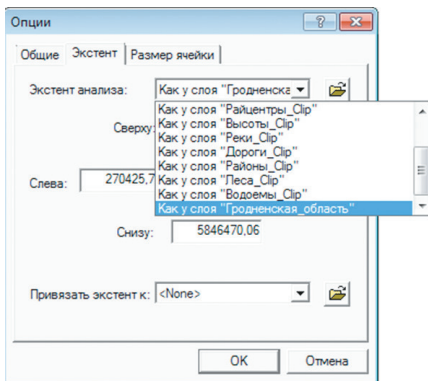 Опции
Общие Экстент Размер ячейки
Экстент анализа: Как у слоя "Гродненска
Как у слоя "Райцентры_Clip"
Как у слоя "Высоты_Clip"
Сверху:
Как у слоя "Реки_Clip"
Как у слоя "Дороги_Clip"
Как у слоя "Районы_Clip"
Слева: 270425,7
Как у слоя "Леса_Clip"
Как у слоя "Водоемы_Clip"
Как у слоя "Гродненская_область"
Снизу: 5846470,06
Привязать экстент к: <None>
OK Отмена